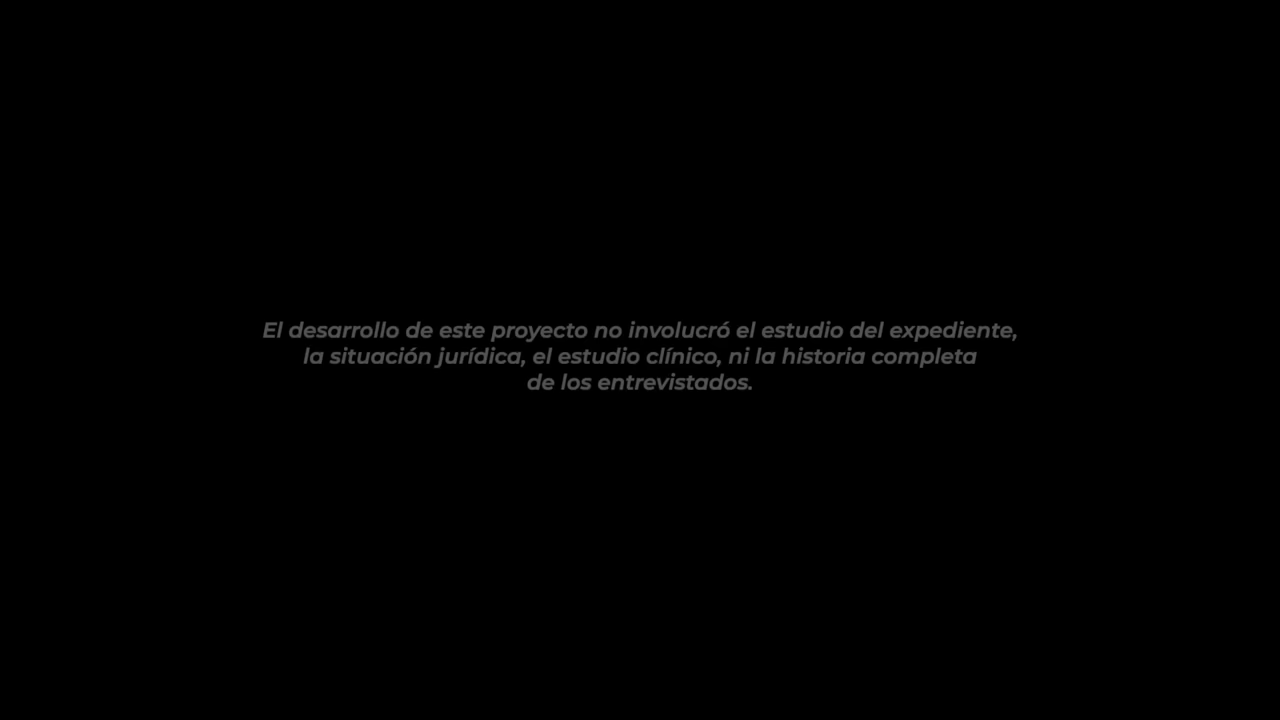 El desarrollo de este proyecto no involucró el estudio del expediente,
la situación jurídica, el estudio clínico, ni la historia completa
de los entrevistados.